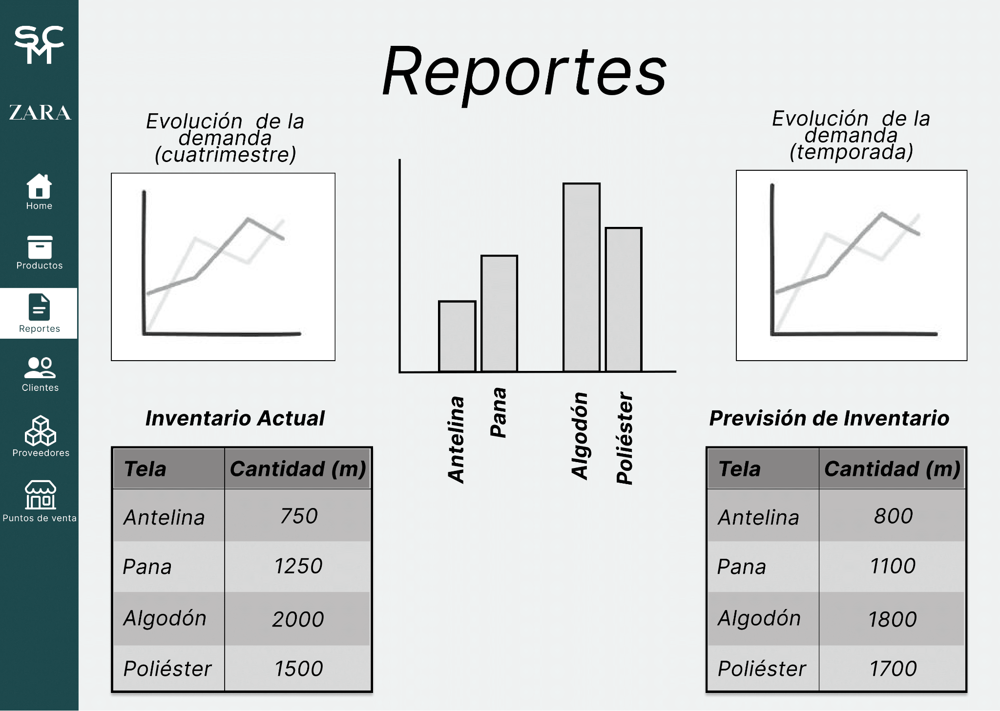 SCM
ZARA
Home
Productos
Reportes
Clientes
Proveedores
Puntos de venta
Reportes
Evolución de la
demanda
(cuatrimestre)
Evolución de la
demanda
(temporada)
Antelina
Pana
Algodón
Poliéster
Inventario Actual
Tela Cantidad (m)
Antelina 750
Pana 1250
Algodón 2000
Poliéster 1500
Previsión de Inventario
Tela Cantidad (m)
Antelina 800
Pana 1100
Algodón 1800
Poliéster 1700